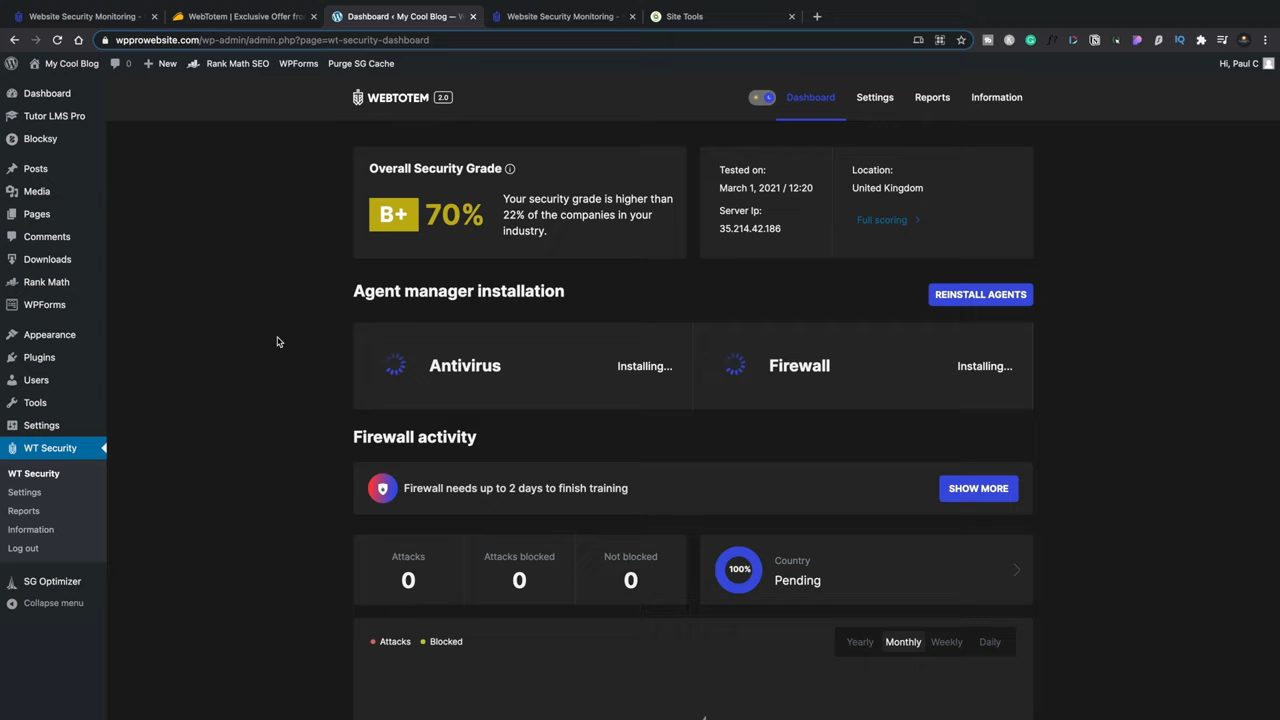 Website Security Monitoring -
WebTotem | Exclusive Offer fro
Dashboard ‹ My Cool Blog — W
Website Security Monitoring -
Site Tools
wpprowebsite.com/wp-admin/admin.php?page=wt-security-dashboard
My Cool Blog
0
New
Rank Math SEO
WPForms
Purge SG Cache
Hi, Paul C
Dashboard
Tutor LMS Pro
Blocksy
Posts
Media
Pages
Comments
Downloads
Rank Math
WPForms
Appearance
Plugins
Users
Tools
Settings
WT Security
WT Security
Settings
Reports
Information
Log out
SG Optimizer
Collapse menu
WEBTOTEM 2.0
Dashboard
Settings
Reports
Information
Overall Security Grade
B+ 70%
Your security grade is higher than
22% of the companies in your
industry.
Tested on:
March 1, 2021 / 12:20
Server Ip:
35.214.42.186
Location:
United Kingdom
Full scoring
Agent manager installation
REINSTALL AGENTS
Antivirus
Installing...
Firewall
Installing...
Firewall activity
Firewall needs up to 2 days to finish training
SHOW MORE
Attacks
0
Attacks blocked
0
Not blocked
0
100%
Country
Pending
Attacks
Blocked
Yearly
Monthly
Weekly
Daily